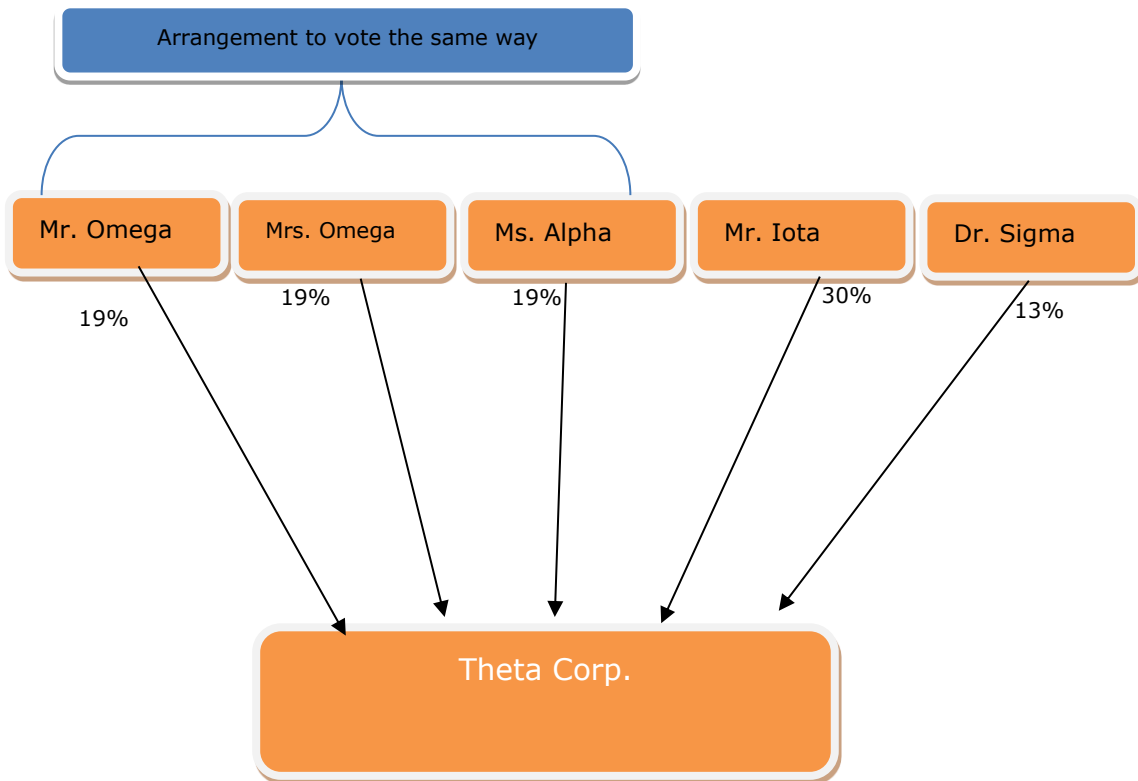 Arrangement to vote the same way
Mr. Omega
Mrs. Omega
Ms. Alpha
Mr. Iota
Dr. Sigma
19%
19%
19%
30%
13%
Theta Corp.